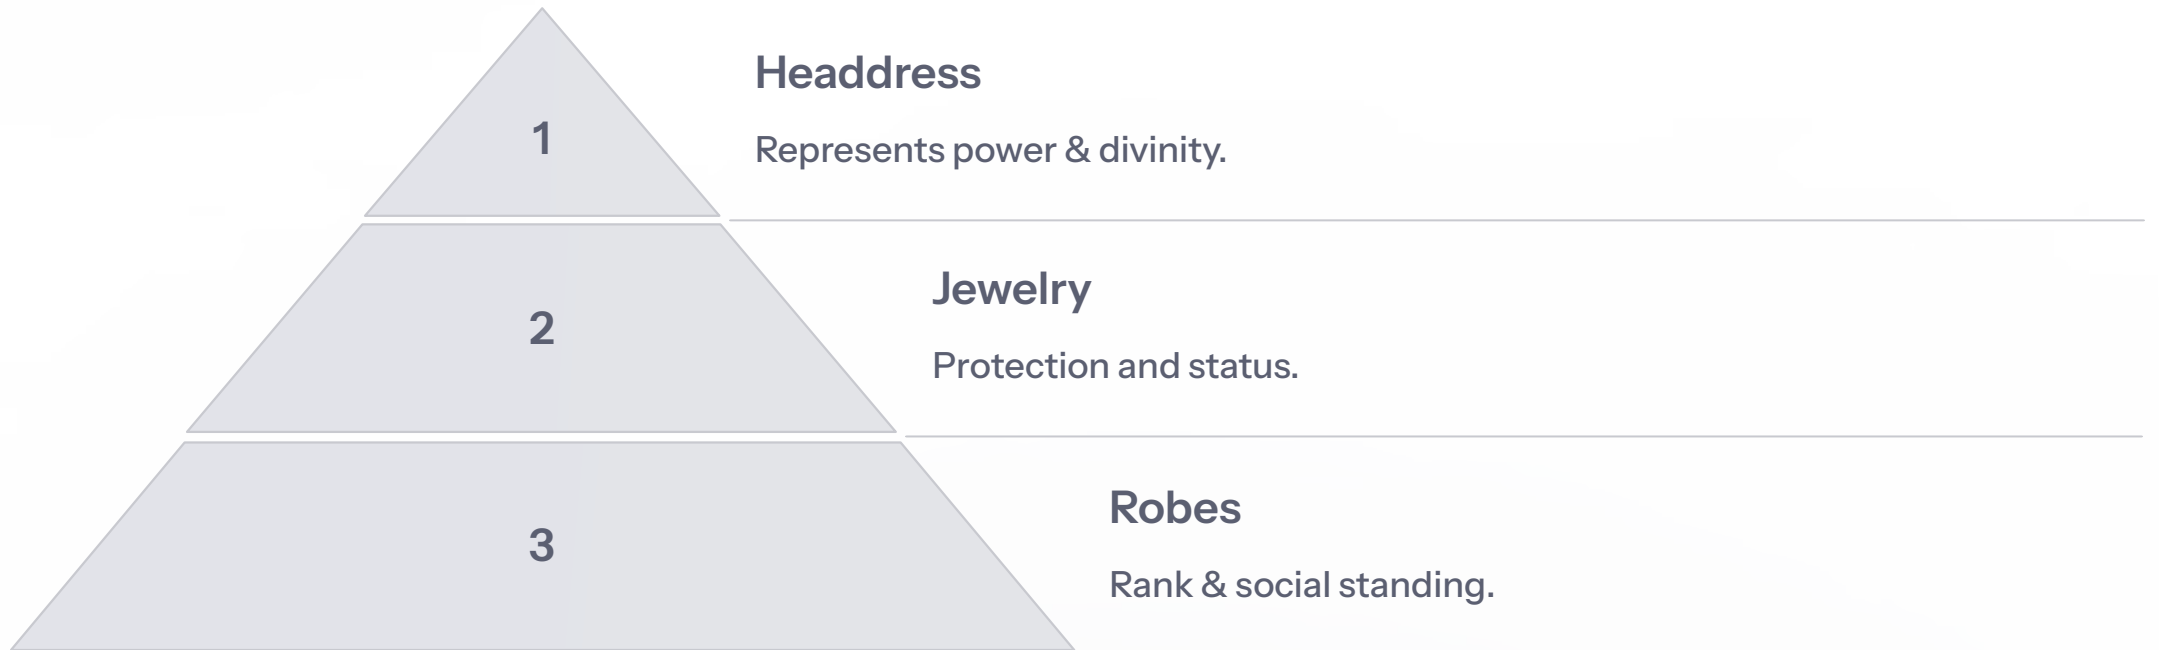 1
Headdress
Represents power & divinity.
2
Jewelry
Protection and status.
3
Robes
Rank & social standing.